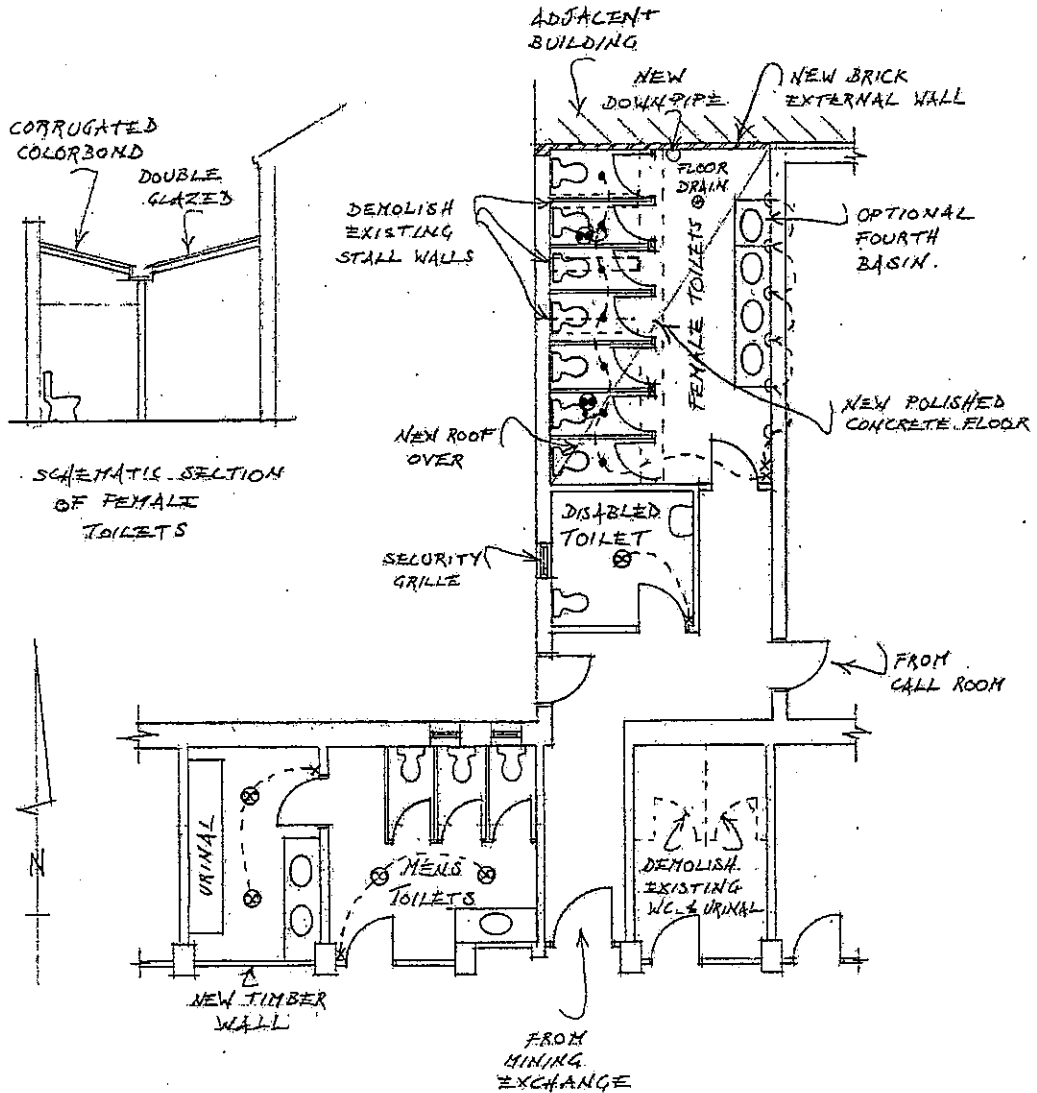 ADJACENT
BUILDING
NEW
DOWNPIPE
NEW BRICK
EXTERNAL WALL
CORRUGATED
COLORBOND
DOUBLE
GLAZED
FLOOR
DRAIN
DEMOLISH
EXISTING
STALL WALLS
OPTIONAL
FOURTH
BASIN.
FEMALE TOILETS
NEW POLISHED
CONCRETE FLOOR
NEW ROOF
OVER
SCHEMATIC SECTION
OF FEMALE
TOILETS
DISABLED
TOILET
SECURITY
GRILLE
FROM
CALL ROOM
N
URINAL
MENS
TOILETS
DEMOLISH
EXISTING
W.C. & URINAL
NEW TIMBER
WALL
FROM
MINING
EXCHANGE